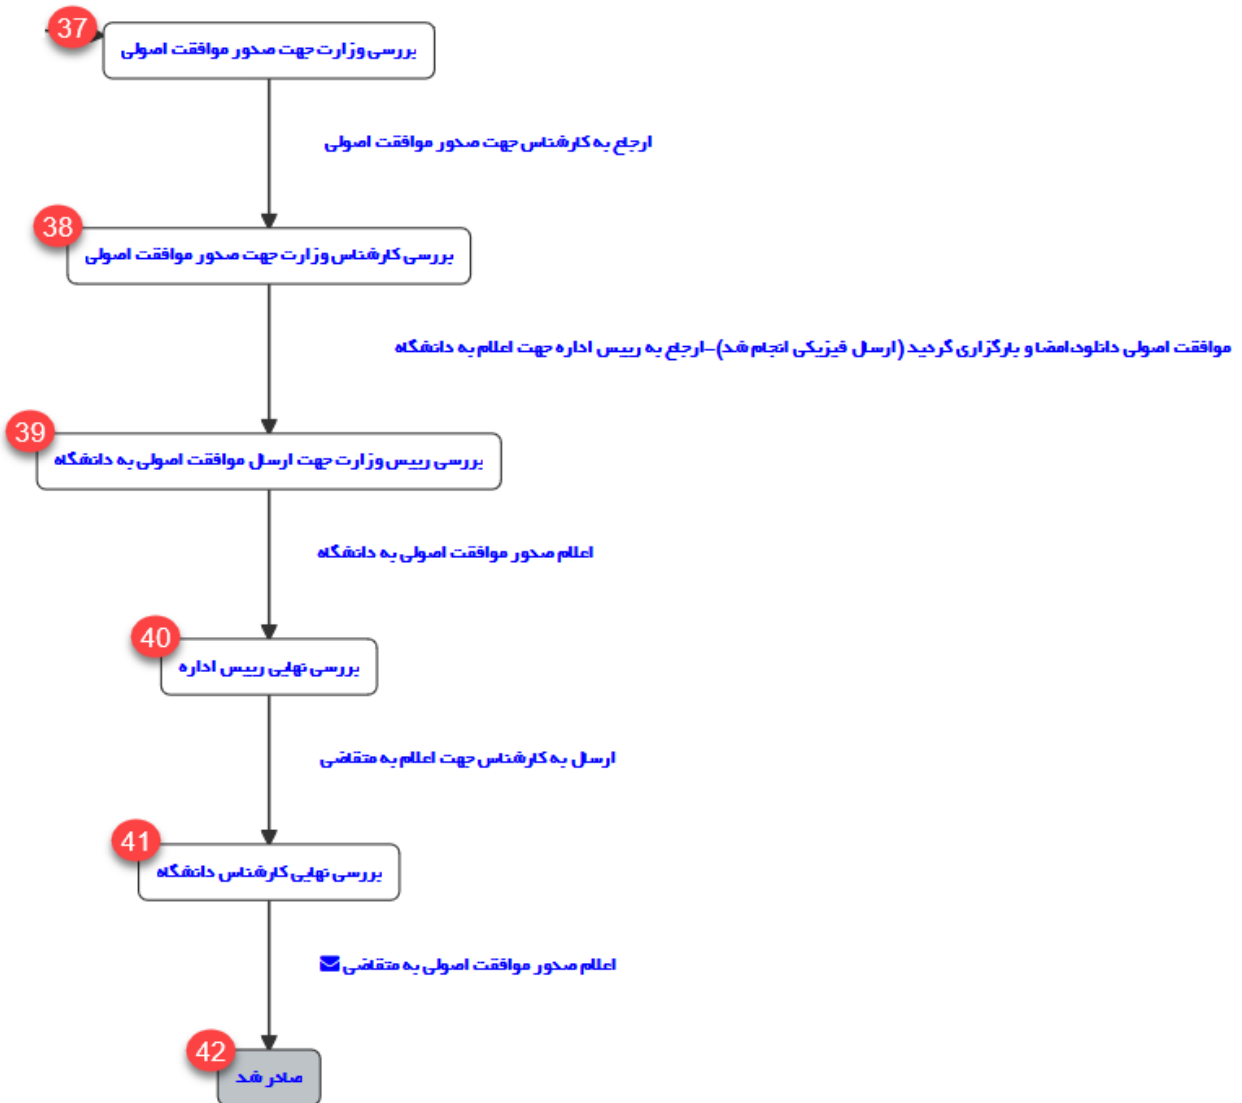 37
بررسی وزارت جهت صدور موافقت اصولی
ارجاع به کارشناس جهت صدور موافقت اصولی
38
بررسی کارشناس وزارت جهت صدور موافقت اصولی
موافقت اصولی دانلود،امضا و بارگزاری گردید (ارسال فیزیکی انجام شد)-ارجاع به رییس اداره جهت اعلام به دانشگاه
39
بررسی رییس وزارت جهت ارسال موافقت اصولی به دانشگاه
اعلام صدور موافقت اصولی به دانشگاه
40
بررسی نهایی رییس اداره
ارسال به کارشناس جهت اعلام به متقاضی
41
بررسی نهایی کارشناس دانشگاه
اعلام صدور موافقت اصولی به متقاضی
42
صادر شد